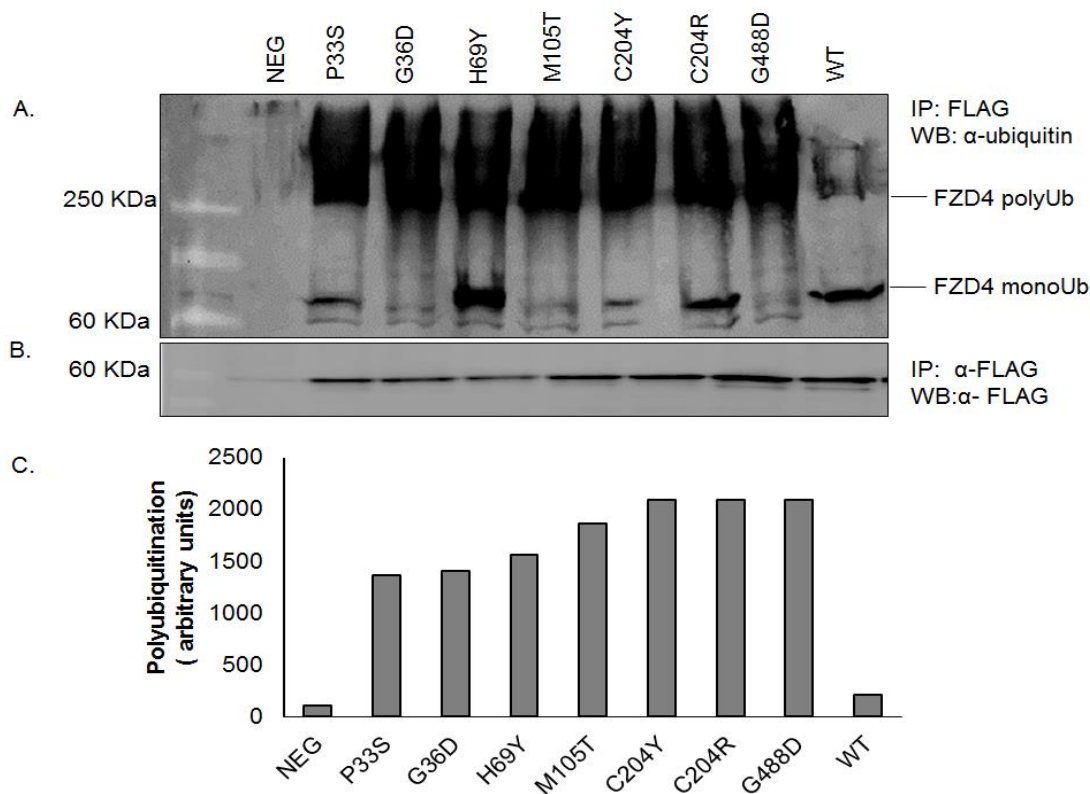 NEG
P33S
G36D
H69Y
M105T
C204Y
C204R
G488D
WT
A.
IP: FLAG
WB: α-ubiquitin
250 KDa
FZD4 polyUb
FZD4 monoUb
60 KDa
B.
60 KDa
IP: α-FLAG
WB:α- FLAG
C.
Polyubiquitination
( arbitrary units)
2500
2000
1500
1000
500
0
NEG
P33S
G36D
H69Y
M105T
C204Y
C204R
G488D
WT